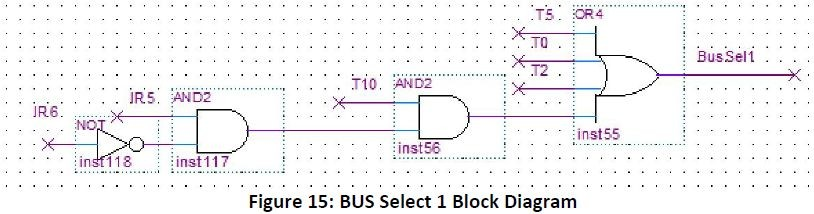 T5 OR4
T0
T2
BusSel1
T10 AND2
IR5 AND2
IR6
NOT
inst118
inst117
inst56
inst55
Figure 15: BUS Select 1 Block Diagram